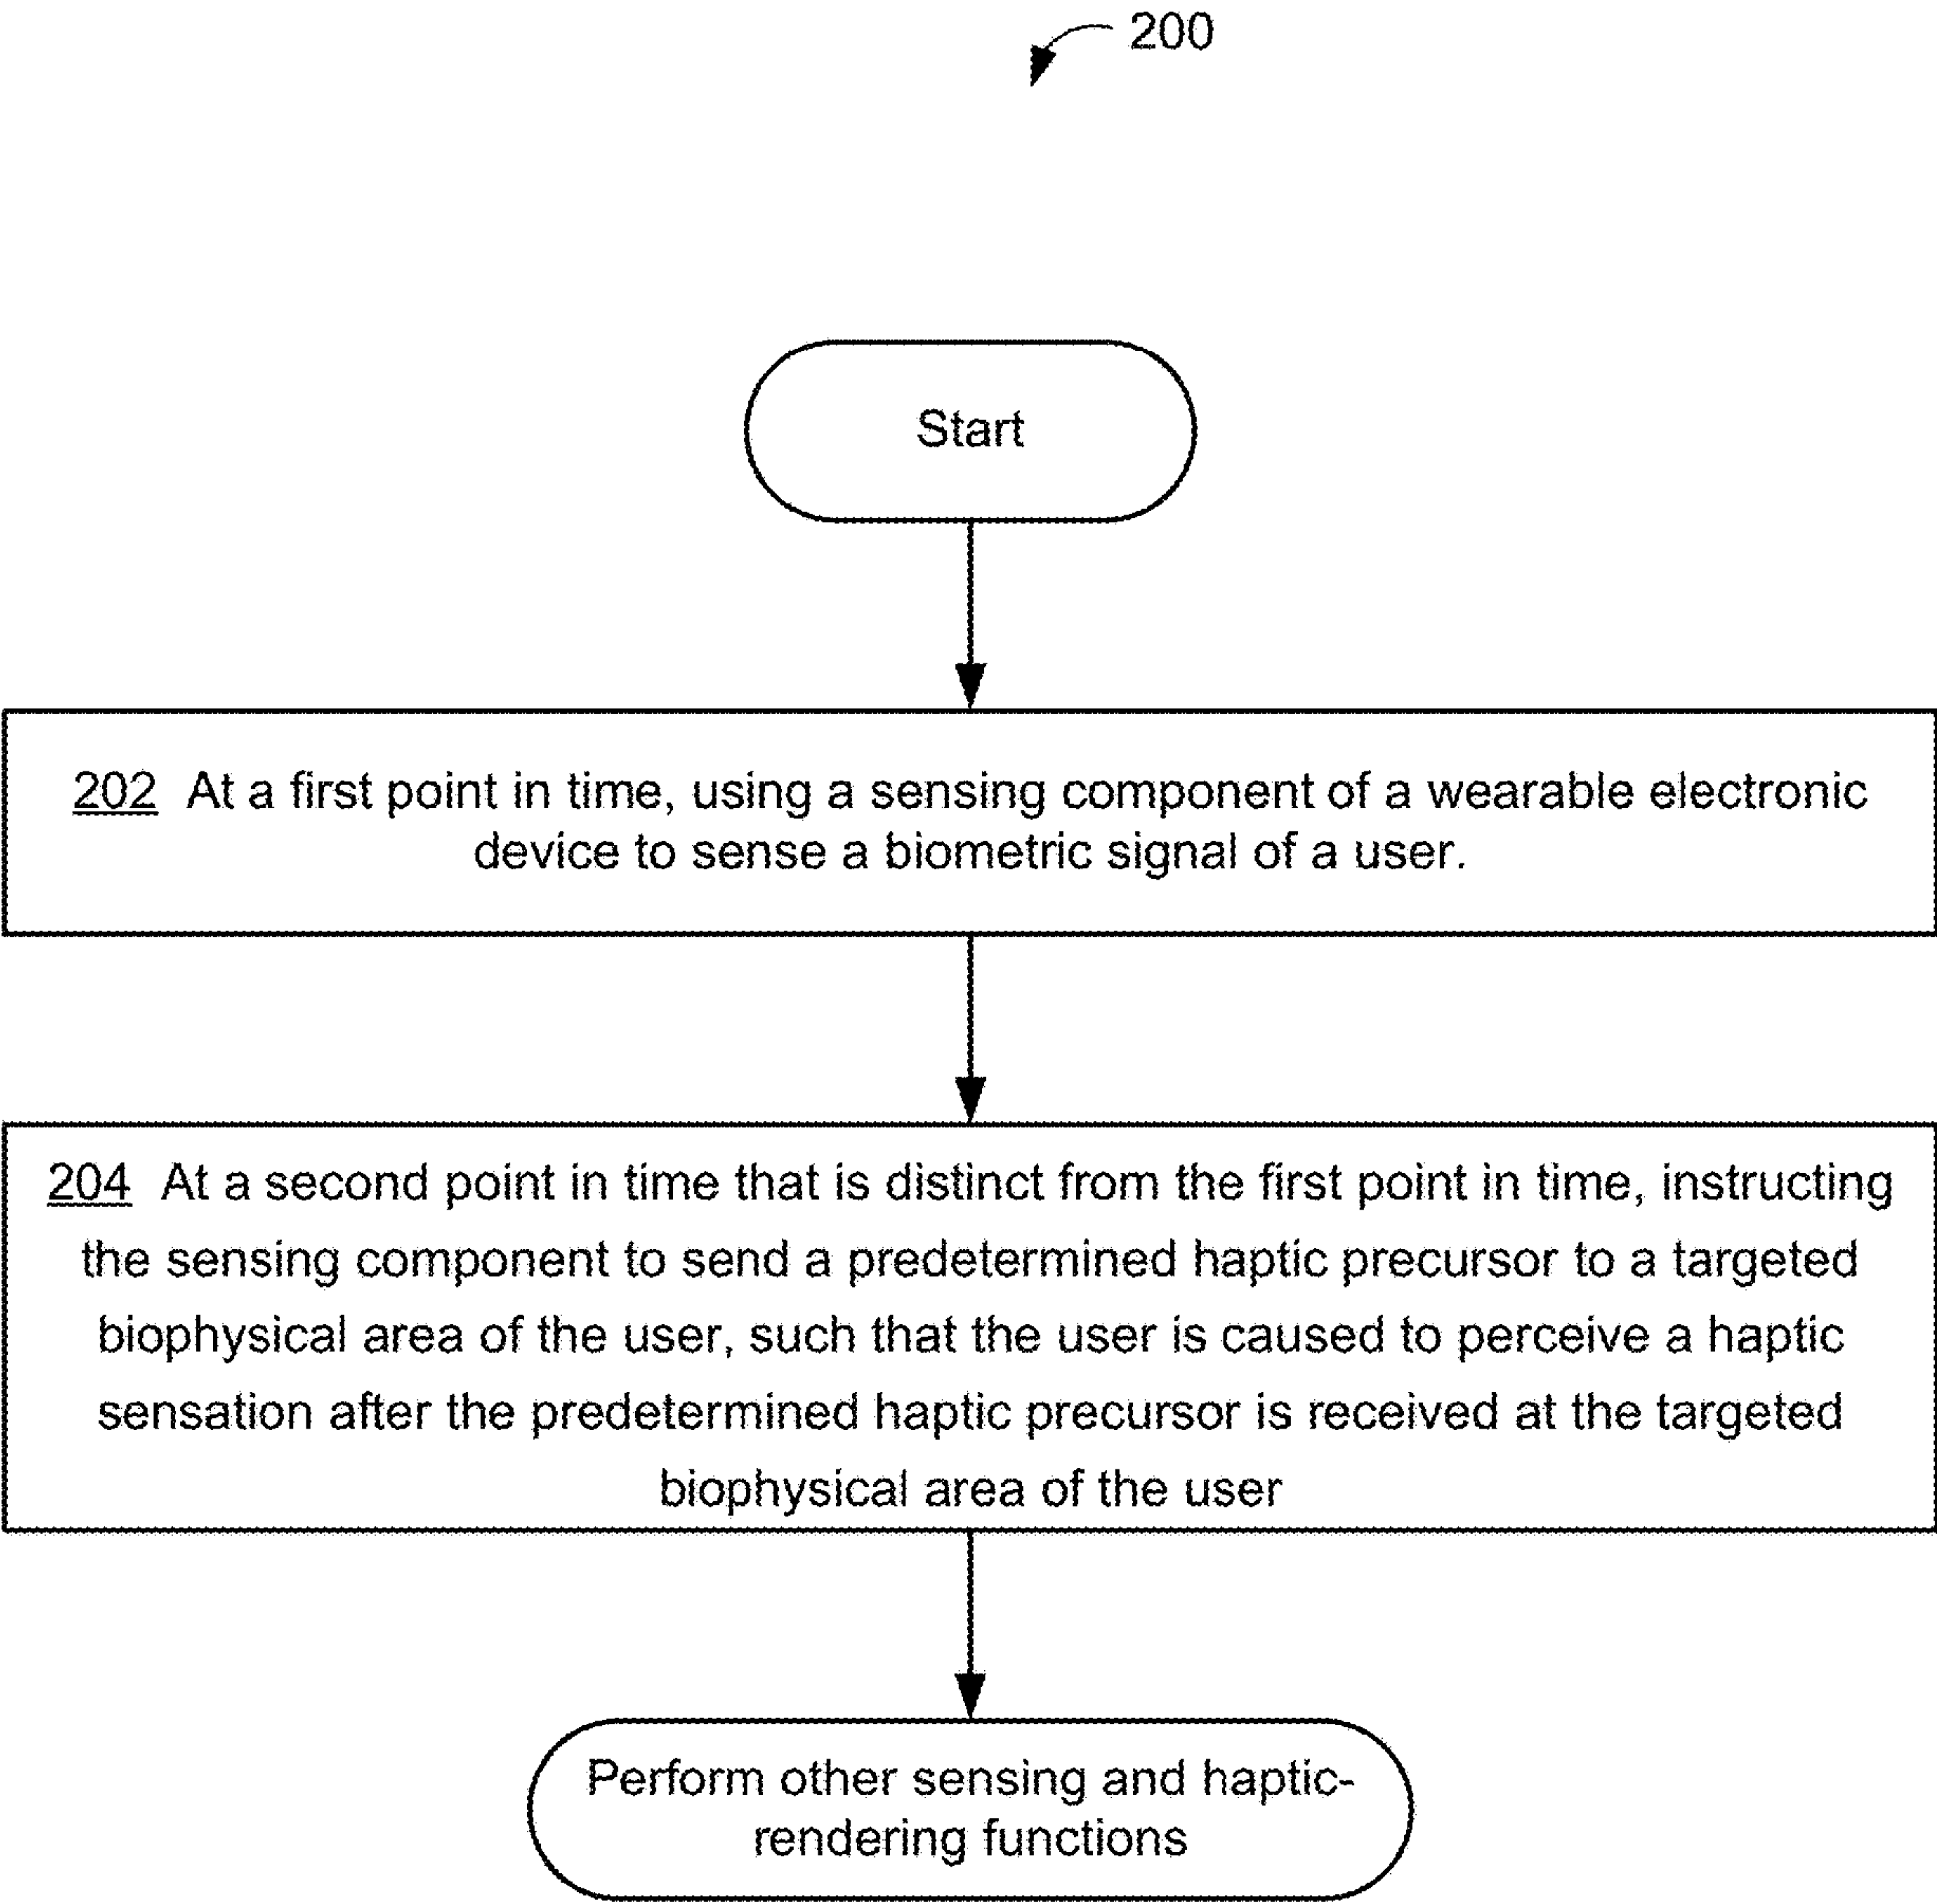 200
Start
202 At a first point in time, using a sensing component of a wearable electronic
device to sense a biometric signal of a user.
204 At a second point in time that is distinct from the first point in time, instructing
the sensing component to send a predetermined haptic precursor to a targeted
biophysical area of the user, such that the user is caused to perceive a haptic
sensation after the predetermined haptic precursor is received at the targeted
biophysical area of the user
Perform other sensing and haptic-
rendering functions